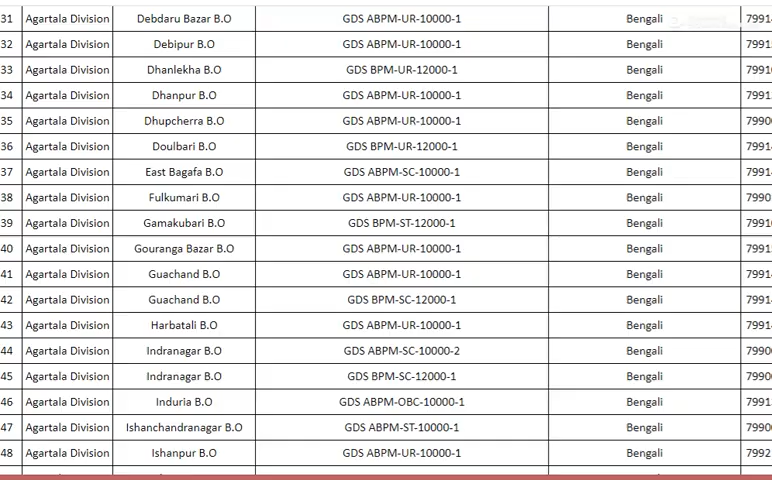 31 Agartala Division Debdaru Bazar B.O GDS ABPM-UR-10000-1 Bengali
32 Agartala Division Debipur B.O GDS ABPM-UR-10000-1 Bengali
33 Agartala Division Dhanlekha B.O GDS BPM-UR-12000-1 Bengali
34 Agartala Division Dhanpur B.O GDS ABPM-UR-10000-1 Bengali
35 Agartala Division Dhupcherra B.O GDS ABPM-UR-10000-1 Bengali
36 Agartala Division Doulbari B.O GDS BPM-UR-12000-1 Bengali
37 Agartala Division East Bagafa B.O GDS ABPM-SC-10000-1 Bengali
38 Agartala Division Fulkumari B.O GDS ABPM-UR-10000-1 Bengali
39 Agartala Division Gamakubari B.O GDS BPM-ST-12000-1 Bengali
40 Agartala Division Gouranga Bazar B.O GDS ABPM-UR-10000-1 Bengali
41 Agartala Division Guachand B.O GDS ABPM-UR-10000-1 Bengali
42 Agartala Division Guachand B.O GDS BPM-SC-12000-1 Bengali
43 Agartala Division Harbatali B.O GDS ABPM-UR-10000-1 Bengali
44 Agartala Division Indranagar B.O GDS ABPM-SC-10000-2 Bengali
45 Agartala Division Indranagar B.O GDS BPM-SC-12000-1 Bengali
46 Agartala Division Induria B.O GDS ABPM-OBC-10000-1 Bengali
47 Agartala Division Ishanchandranagar B.O GDS ABPM-ST-10000-1 Bengali
48 Agartala Division Ishanpur B.O GDS ABPM-UR-10000-1 Bengali